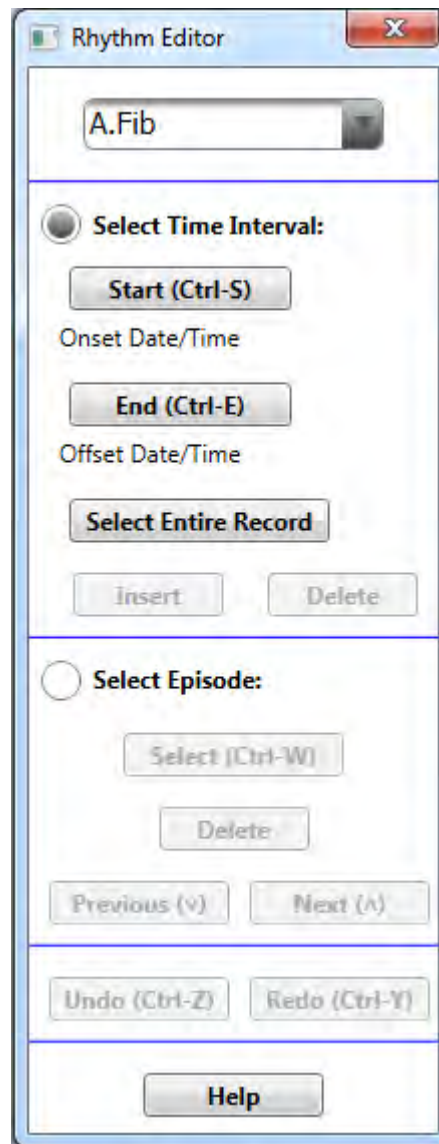 Rhythm Editor
A.Fib
Select Time Interval:
Start (Ctrl-S)
Onset Date/Time
End (Ctrl-E)
Offset Date/Time
Select Entire Record
Insert Delete
Select Episode:
Select (Ctrl-W)
Delete
Previous (v) Next (ʌ)
Undo (Ctrl-Z) Redo (Ctrl-Y)
Help